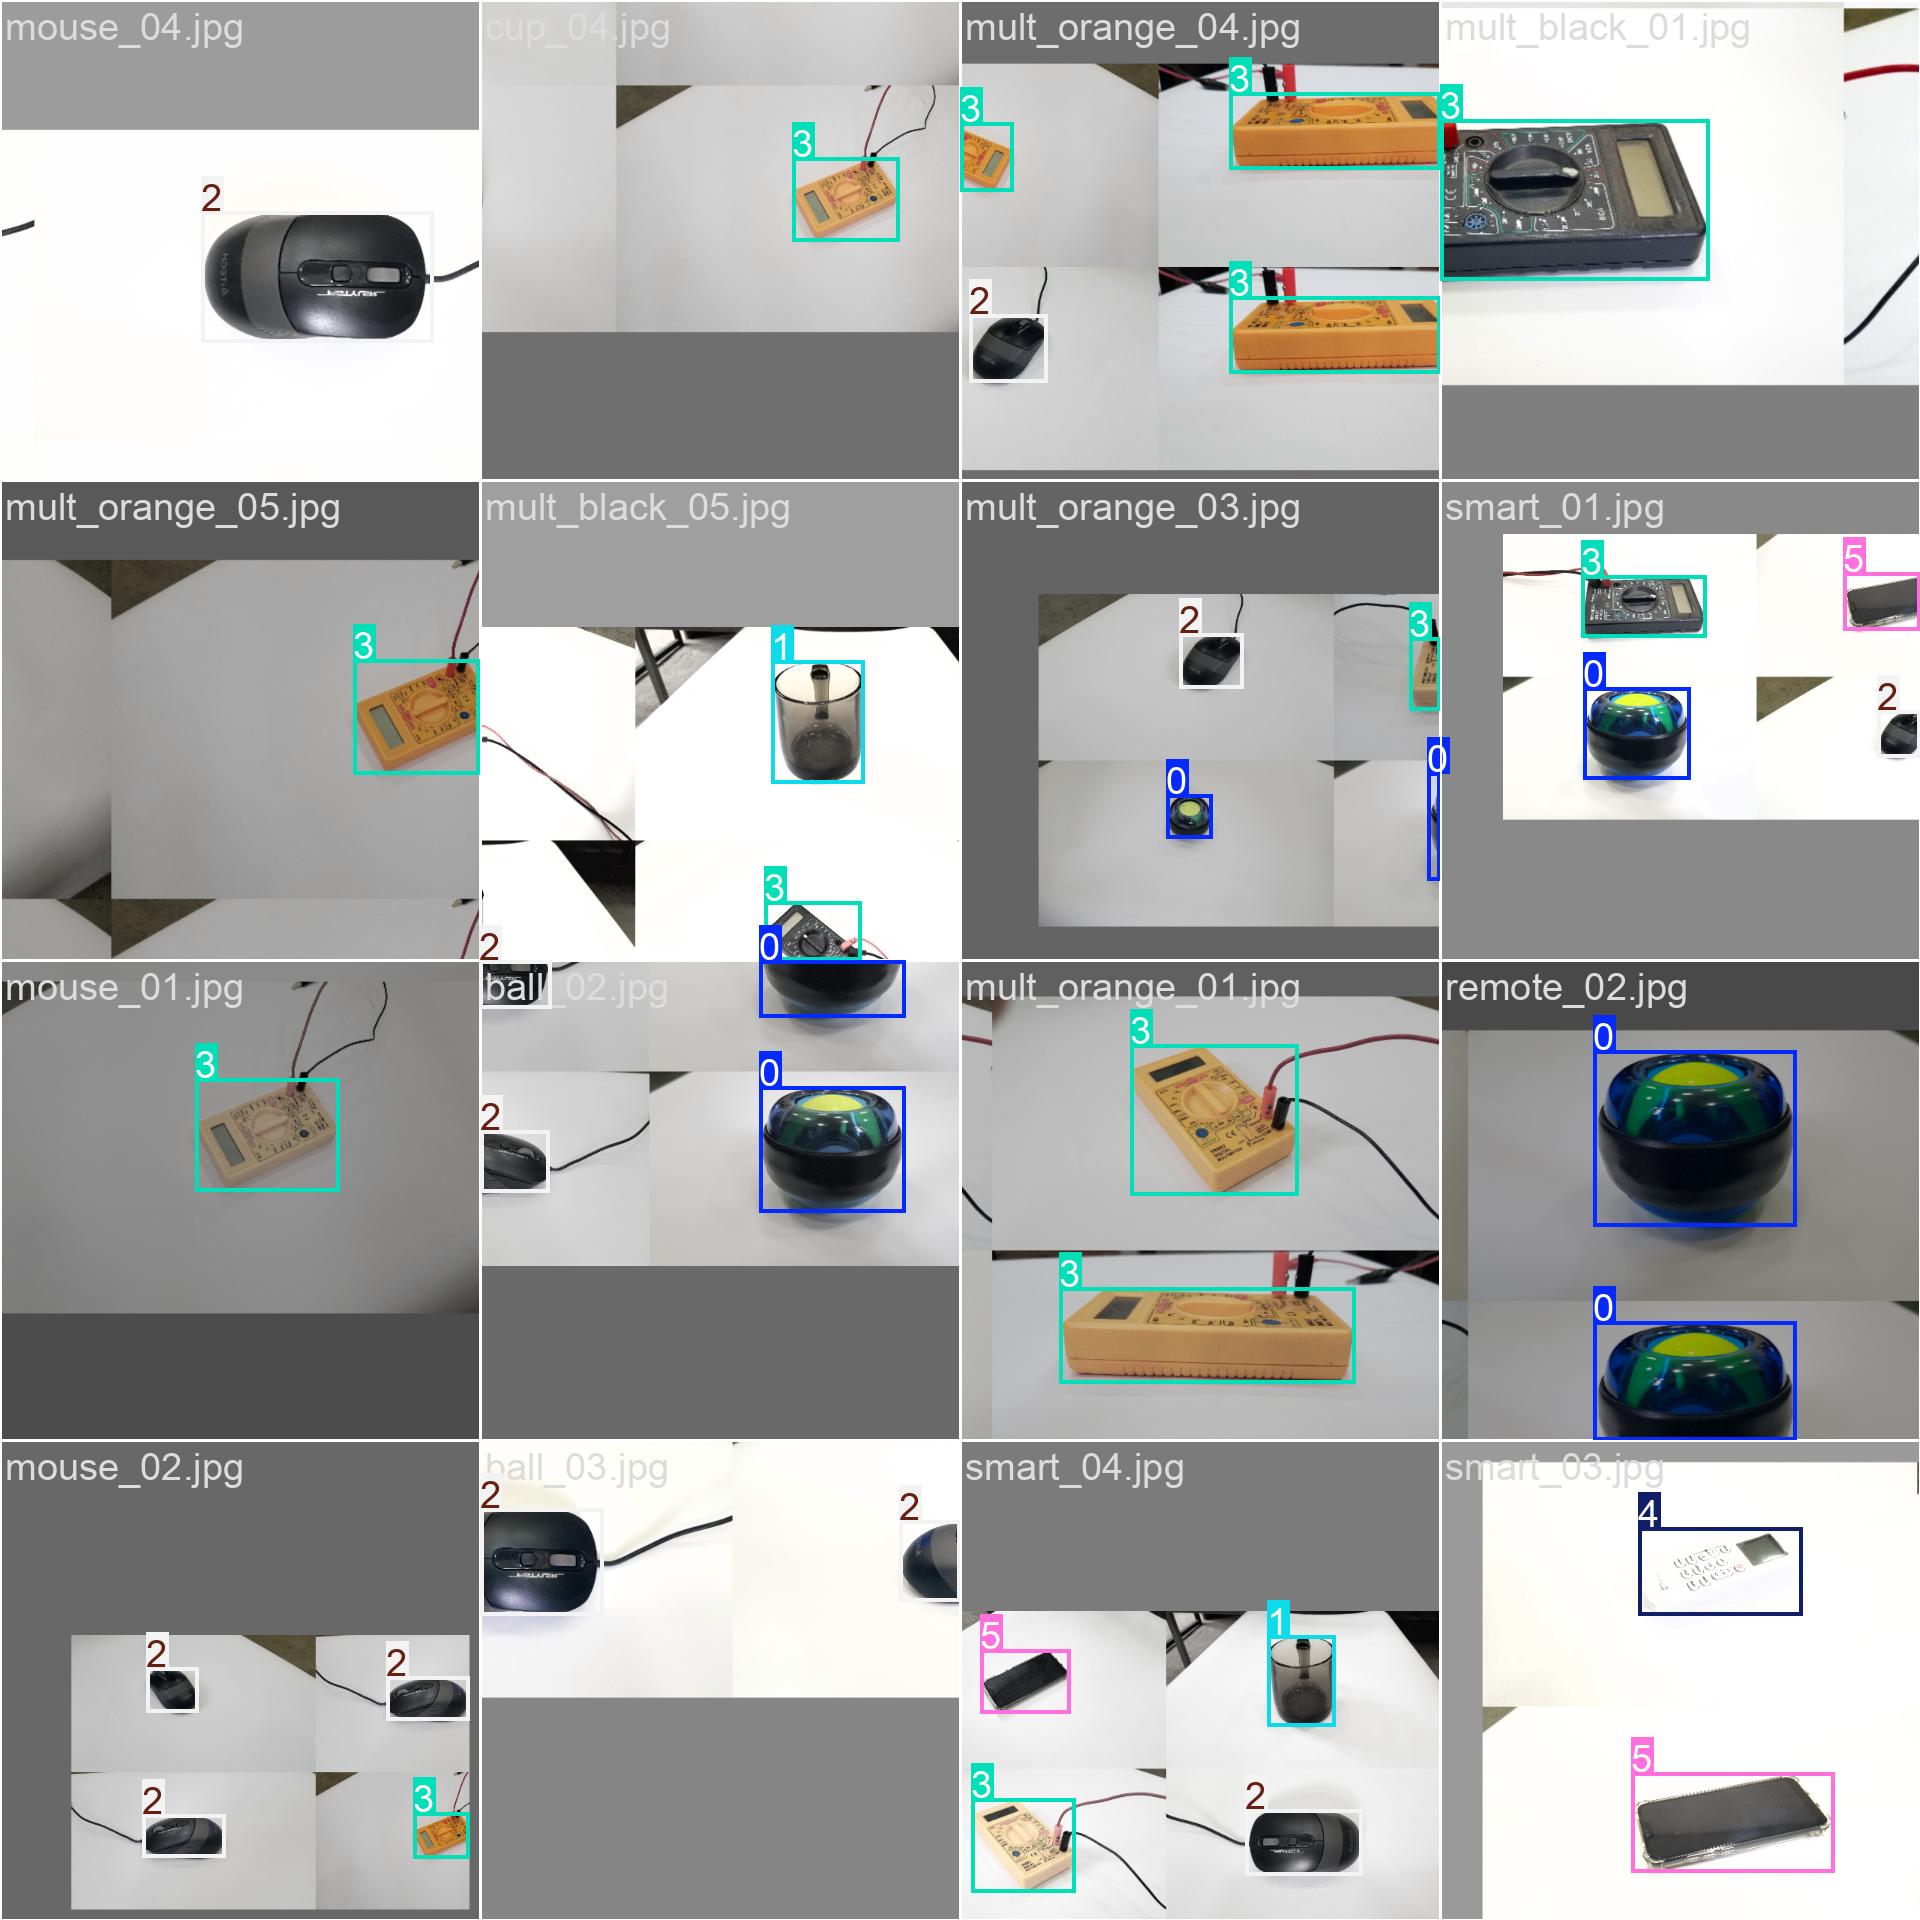 mouse_04.jpg
2
cup_04.jpg
3
mult_orange_04.jpg
3
3
2
3
mult_black_01.jpg
3
mult_orange_05.jpg
3
mult_black_05.jpg
1
3
0
2
mult_orange_03.jpg
2
3
0
0
smart_01.jpg
3
5
0
2
mouse_01.jpg
3
ball_02.jpg
0
2
mult_orange_01.jpg
3
3
remote_02.jpg
0
0
mouse_02.jpg
2
2
2
3
ball_03.jpg
2
2
smart_04.jpg
5
1
3
2
smart_03.jpg
4
5